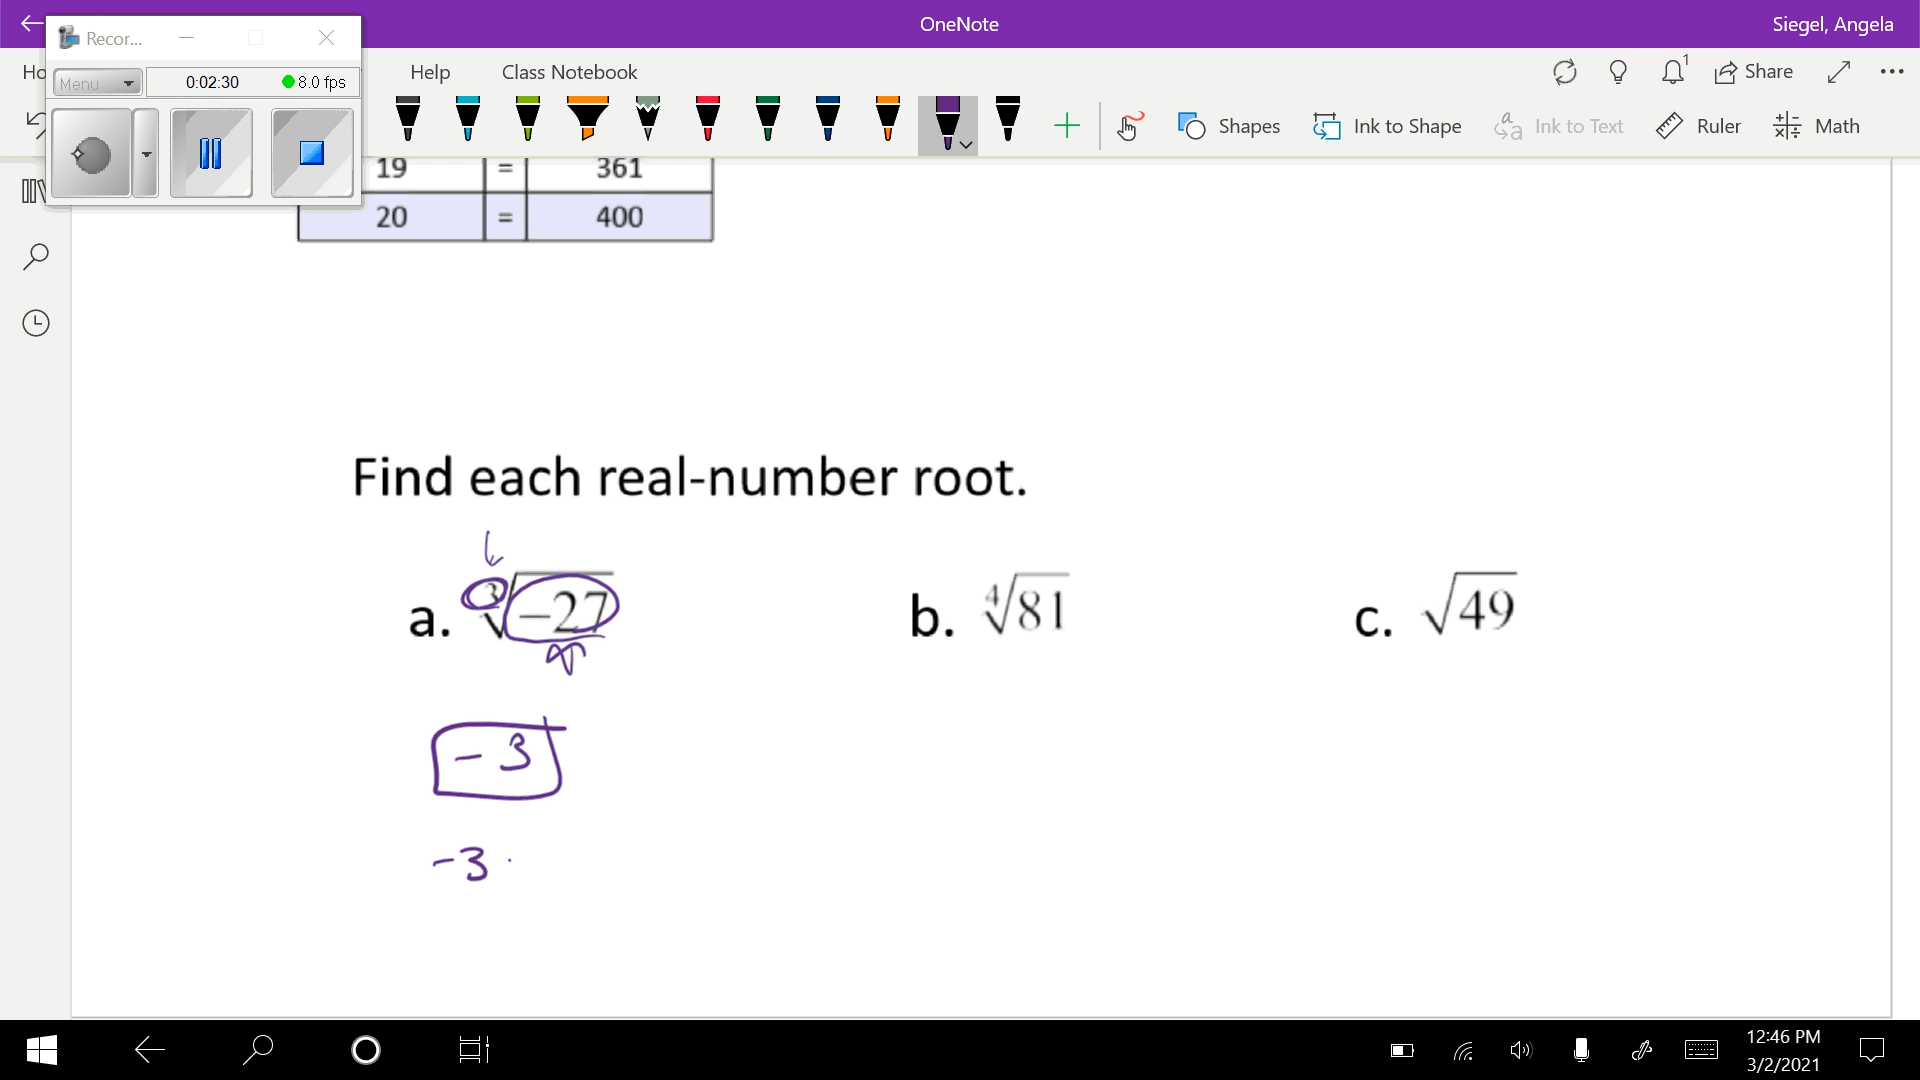 OneNote
Siegel, Angela
Recor...
Menu
0:02:30
8.0 fps
Help
Class Notebook
1
Share
Shapes
Ink to Shape
Ink to Text
Ruler
Math
19 = 361
20 = 400
Find each real-number root.
a. ∛-27
b. ∜81
c. √49
-3
-3 ·
12:46 PM
3/2/2021